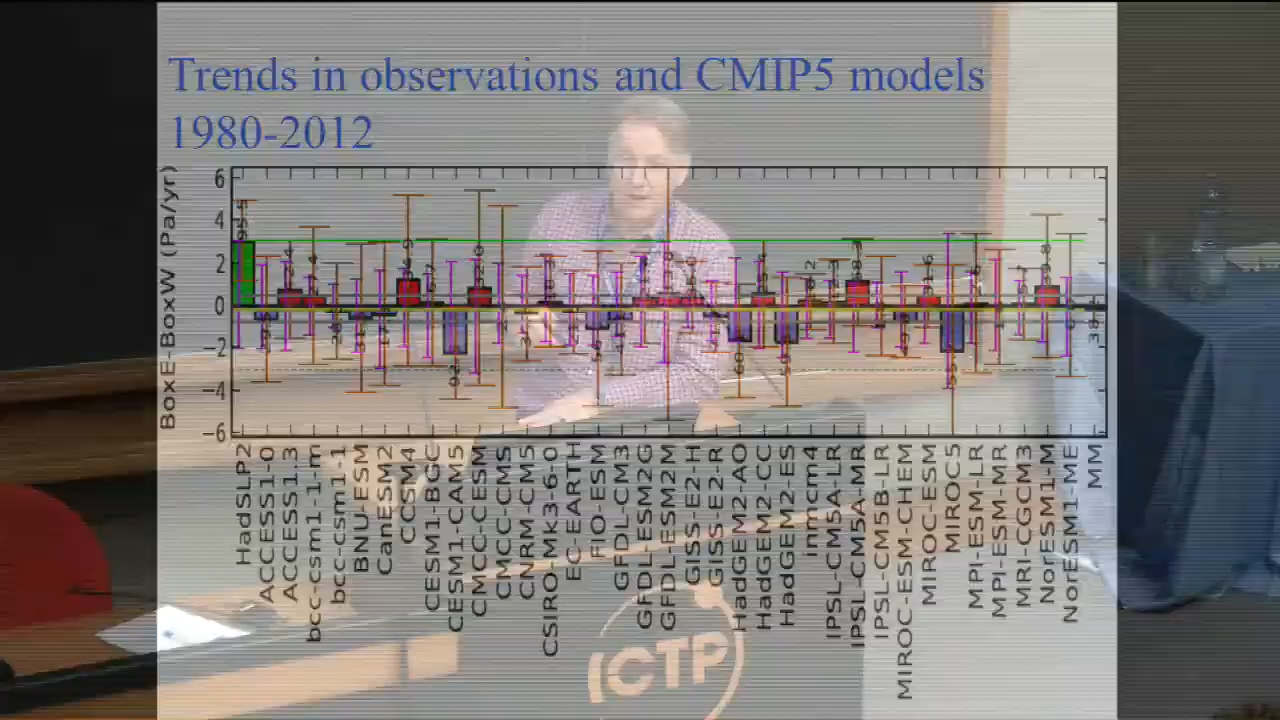 Trends in observations and CMIP5 models
1980-2012
BoxE-BoxW (Pa/yr)
6
4
2
0
−2
−4
−6
HadSLP2
ACCESS1-0
ACCESS1.3
bcc-csm1-1-m
bcc-csm1-1
BNU-ESM
CanESM2
CCSM4
CESM1-BGC
CESM1-CAM5
CMCC-CESM
CMCC-CMS
CNRM-CM5
CSIRO-Mk3-6-0
EC-EARTH
FIO-ESM
GFDL-CM3
GFDL-ESM2G
GFDL-ESM2M
GISS-E2-H
GISS-E2-R
HadGEM2-AO
HadGEM2-CC
HadGEM2-ES
inmcm4
IPSL-CM5A-LR
IPSL-CM5A-MR
IPSL-CM5B-LR
MIROC-ESM-CHEM
MIROC-ESM
MIROC5
MPI-ESM-LR
MPI-ESM-MR
MRI-CGCM3
NorESM1-M
NorESM1-ME
MM
ICTP